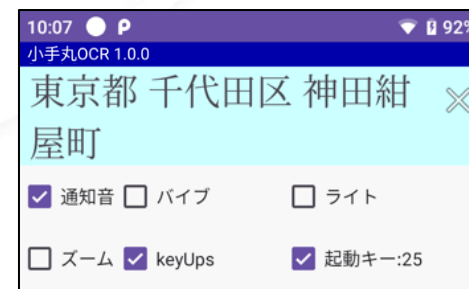 10:07 P 92%
小手丸OCR 1.0.0
東京都 千代田区 神田紺
屋町
通知音 バイブ ライト
ズーム keyUps 起動キー:25